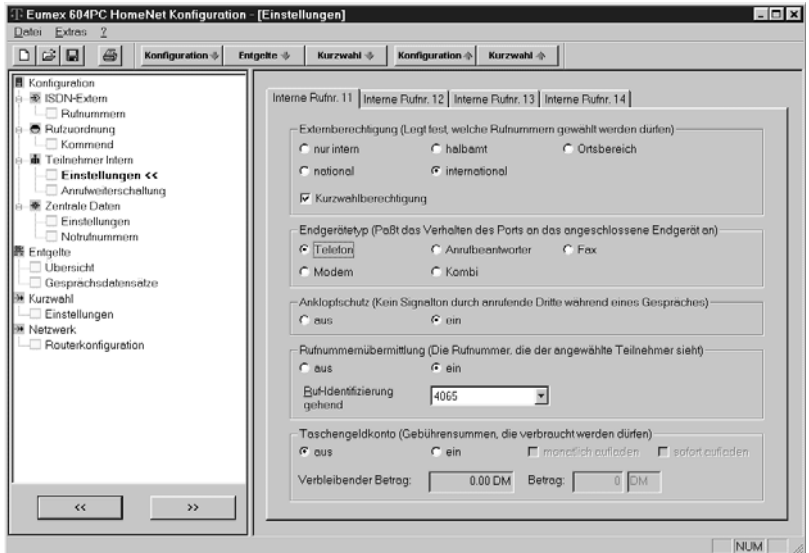 Eumex 604PC HomeNet Konfiguration - [Einstellungen]
Datei Extras ?
Konfiguration Entgelte Kurzwahl Konfiguration Kurzwahl
Konfiguration
ISDN-Extern
Rufnummern
Rufzuordnung
Kommend
Teilnehmer Intern
Einstellungen <<
Anrufweiterschaltung
Zentrale Daten
Einstellungen
Notrufnummern
Entgelte
Übersicht
Gesprächsdatensätze
Kurzwahl
Einstellungen
Netzwerk
Routerkonfiguration
<< >>
Interne Rufnr. 11 Interne Rufnr. 12 Interne Rufnr. 13 Interne Rufnr. 14
Externberechtigung (Legt fest, welche Rufnummern gewählt werden dürfen)
nur intern halbamt Ortsbereich
national international
Kurzwahlberechtigung
Endgerätetyp (Paßt das Verhalten des Ports an das angeschlossene Endgerät an)
Telefon Anrufbeantworter Fax
Modem Kombi
Anklopfschutz (Kein Signalton durch anrufende Dritte während eines Gespräches)
aus ein
Rufnummernübermittlung (Die Rufnummer, die der angewählte Teilnehmer sieht)
aus ein
Ruf-Identifizierung
gehend
4065
Taschengeldkonto (Gebührensummen, die verbraucht werden dürfen)
aus ein monatlich aufladen sofort aufladen
Verbleibender Betrag: 0.00 DM Betrag: 0 DM
NUM